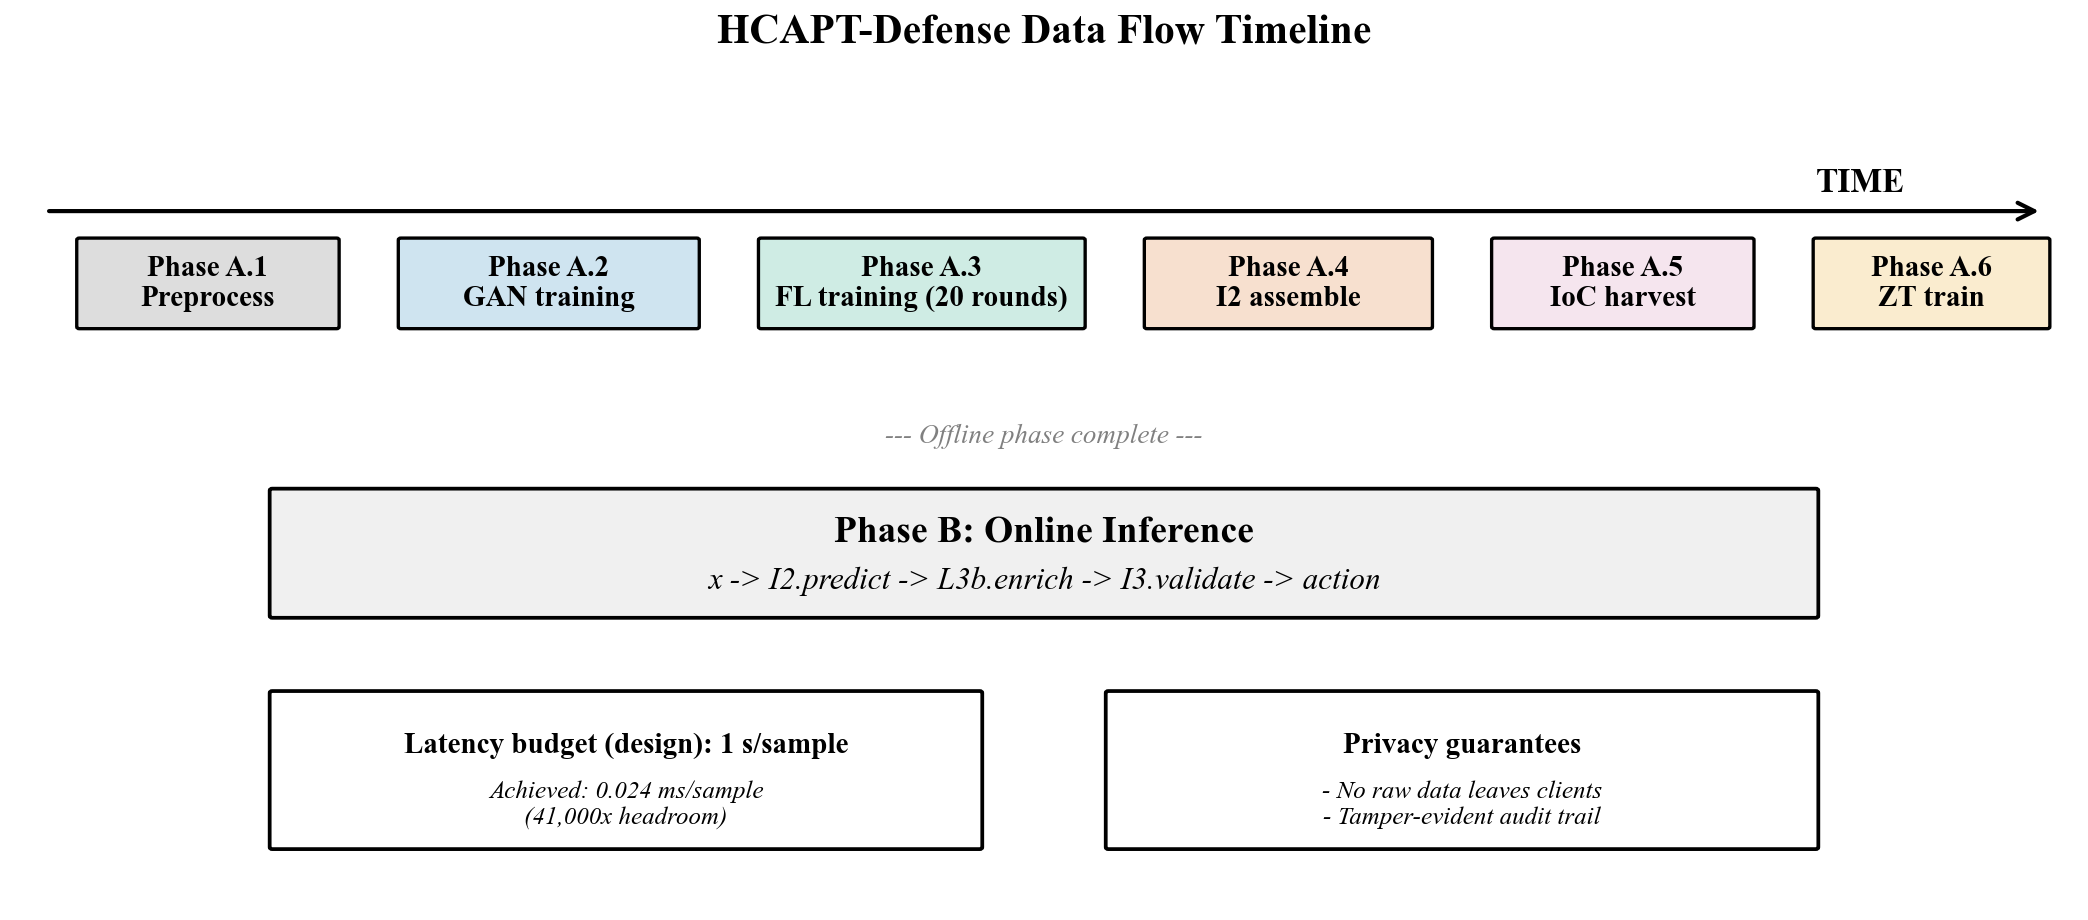 HCAPT-Defense Data Flow Timeline
TIME
Phase A.1
Preprocess
Phase A.2
GAN training
Phase A.3
FL training (20 rounds)
Phase A.4
I2 assemble
Phase A.5
IoC harvest
Phase A.6
ZT train
--- Offline phase complete ---
Phase B: Online Inference
x -> I2.predict -> L3b.enrich -> I3.validate -> action
Latency budget (design): 1 s/sample
Achieved: 0.024 ms/sample
(41,000x headroom)
Privacy guarantees
- No raw data leaves clients
- Tamper-evident audit trail